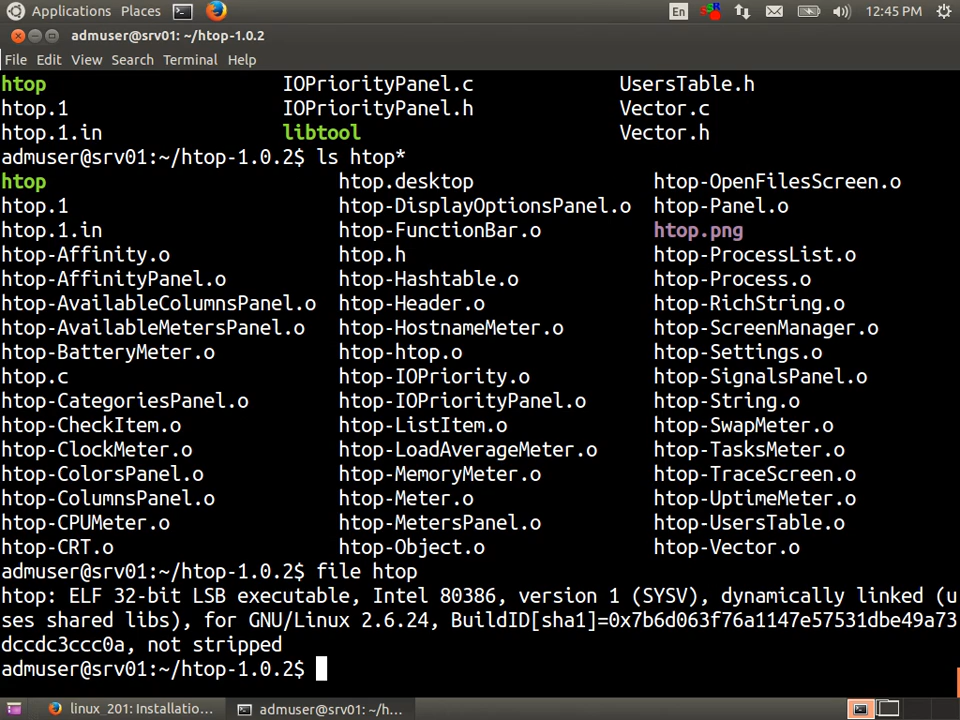 Applications Places En 12:45 PM
admuser@srv01: ~/htop-1.0.2
File Edit View Search Terminal Help
htop IOPriorityPanel.c UsersTable.h
htop.1 IOPriorityPanel.h Vector.c
htop.1.in libtool Vector.h
admuser@srv01:~/htop-1.0.2$ ls htop*
htop htop.desktop htop-OpenFilesScreen.o
htop.1 htop-DisplayOptionsPanel.o htop-Panel.o
htop.1.in htop-FunctionBar.o htop.png
htop-Affinity.o htop.h htop-ProcessList.o
htop-AffinityPanel.o htop-Hashtable.o htop-Process.o
htop-AvailableColumnsPanel.o htop-Header.o htop-RichString.o
htop-AvailableMetersPanel.o htop-HostnameMeter.o htop-ScreenManager.o
htop-BatteryMeter.o htop-htop.o htop-Settings.o
htop.c htop-IOPriority.o htop-SignalsPanel.o
htop-CategoriesPanel.o htop-IOPriorityPanel.o htop-String.o
htop-CheckItem.o htop-ListItem.o htop-SwapMeter.o
htop-ClockMeter.o htop-LoadAverageMeter.o htop-TasksMeter.o
htop-ColorsPanel.o htop-MemoryMeter.o htop-TraceScreen.o
htop-ColumnsPanel.o htop-Meter.o htop-UptimeMeter.o
htop-CPUMeter.o htop-MetersPanel.o htop-UsersTable.o
htop-CRT.o htop-Object.o htop-Vector.o
admuser@srv01:~/htop-1.0.2$ file htop
htop: ELF 32-bit LSB executable, Intel 80386, version 1 (SYSV), dynamically linked (u
ses shared libs), for GNU/Linux 2.6.24, BuildID[sha1]=0x7b6d063f76a1147e57531dbe49a73
dccdc3ccc0a, not stripped
admuser@srv01:~/htop-1.0.2$
linux_201: Installatio... admuser@srv01: ~/h...